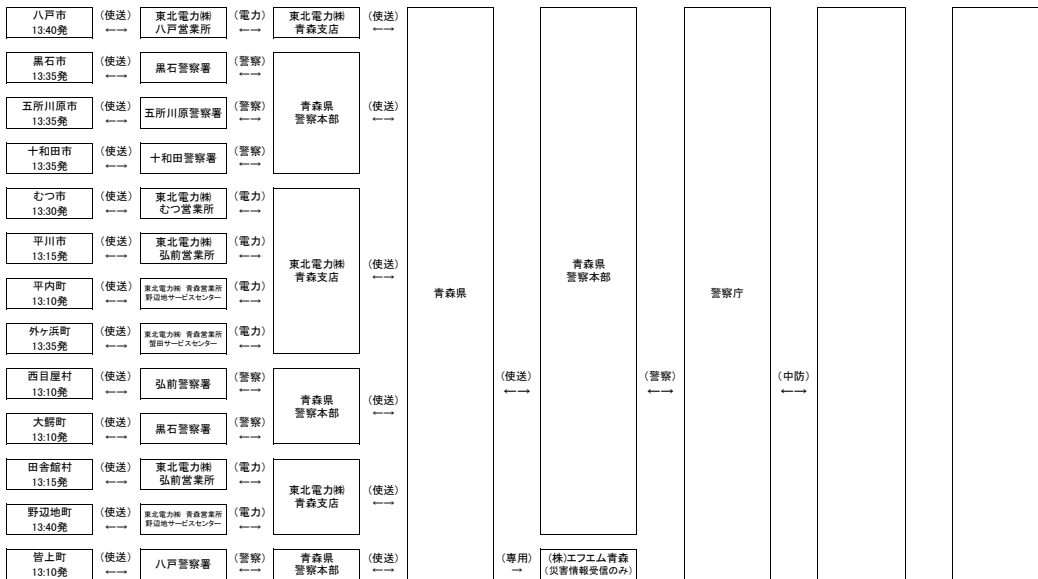 八戸市 (使送) 東北電力㈱ (電力) 東北電力㈱ (使送)
13:40発 ←→ 八戸営業所 ←→ 青森支店 ←→
黒石市 (使送) 黒石警察署 (警察)
13:35発 ←→ ←→
五所川原市 (使送) 五所川原警察署 (警察) 青森県 (使送)
13:35発 ←→ ←→ 警察本部 ←→
十和田市 (使送) 十和田警察署 (警察)
13:35発 ←→ ←→
むつ市 (使送) 東北電力㈱ (電力)
13:30発 ←→ むつ営業所 ←→
平川市 (使送) 東北電力㈱ (電力) 東北電力㈱ (使送) 青森県
13:15発 ←→ 弘前営業所 ←→ 青森支店 ←→ 警察本部
平内町 (使送) 東北電力㈱ 青森営業所 (電力) 青森県 警察庁
13:10発 ←→ 野辺地サービスセンター ←→
外ヶ浜町 (使送) 東北電力㈱ 青森営業所 (電力)
13:35発 ←→ 蟹田サービスセンター ←→
西目屋村 (使送) 弘前警察署 (警察) 青森県 (使送) (使送) (警察) (中防)
13:10発 ←→ ←→ 警察本部 ←→ ←→ ←→ ←→
大鰐町 (使送) 黒石警察署 (警察)
13:10発 ←→ ←→
田舎館村 (使送) 東北電力㈱ (電力) 東北電力㈱ (使送)
13:15発 ←→ 弘前営業所 ←→ 青森支店 ←→
野辺地町 (使送) 東北電力㈱ 青森営業所 (電力)
13:40発 ←→ 野辺地サービスセンター ←→
皆上町 (使送) 八戸警察署 (警察) 青森県 (使送) (専用) (株)エフエム青森
13:10発 ←→ ←→ 警察本部 ←→ → (災害情報受信のみ)